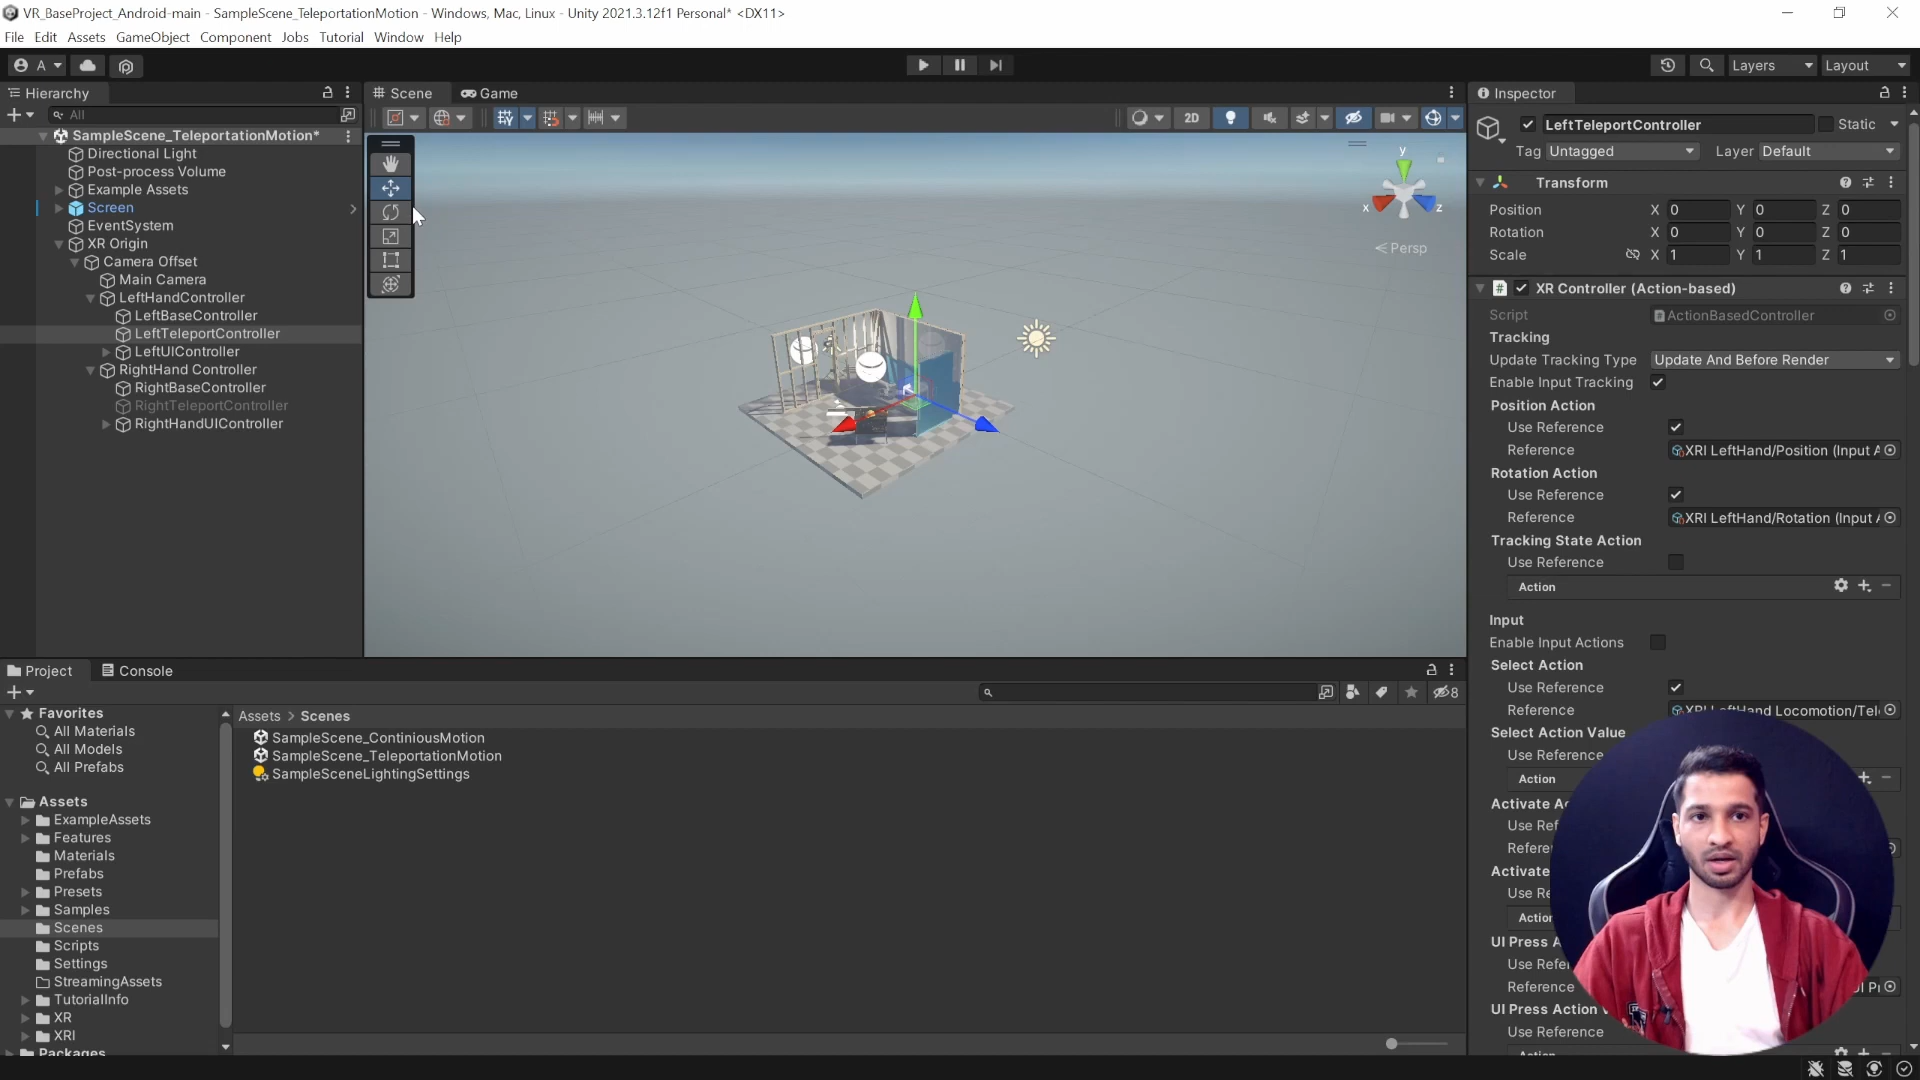 VR_BaseProject_Android-main - SampleScene_TeleportationMotion - Windows, Mac, Linux - Unity 2021.3.12f1 Personal* <DX11>
File Edit Assets GameObject Component Jobs Tutorial Window Help
A Layers Layout
Hierarchy
All
SampleScene_TeleportationMotion*
Directional Light
Post-process Volume
Example Assets
Screen
EventSystem
XR Origin
Camera Offset
Main Camera
LeftHandController
LeftBaseController
LeftTeleportController
LeftUIController
RightHand Controller
RightBaseController
RightTeleportController
RightHandUIController
Scene Game
2D
y
x z
Persp
Inspector
LeftTeleportController Static
Tag Untagged Layer Default
Transform
Position X 0 Y 0 Z 0
Rotation X 0 Y 0 Z 0
Scale X 1 Y 1 Z 1
# XR Controller (Action-based)
Script ActionBasedController
Tracking
Update Tracking Type Update And Before Render
Enable Input Tracking
Position Action
Use Reference
Reference XRI LeftHand/Position (Input A
Rotation Action
Use Reference
Reference XRI LeftHand/Rotation (Input A
Tracking State Action
Use Reference
Action
Input
Enable Input Actions
Select Action
Use Reference
Reference XRI LeftHand Locomotion/Tel
Select Action Value
Use Reference
Action
Activate
Use
Activate
Use
Action
UI Press
Use
Reference
UI Press Action
Use Reference
Action
Project Console
8
Favorites
All Materials
All Models
All Prefabs
Assets
ExampleAssets
Features
Materials
Prefabs
Presets
Samples
Scenes
Scripts
Settings
StreamingAssets
TutorialInfo
XR
XRI
Packages
Assets > Scenes
SampleScene_ContiniousMotion
SampleScene_TeleportationMotion
SampleSceneLightingSettings